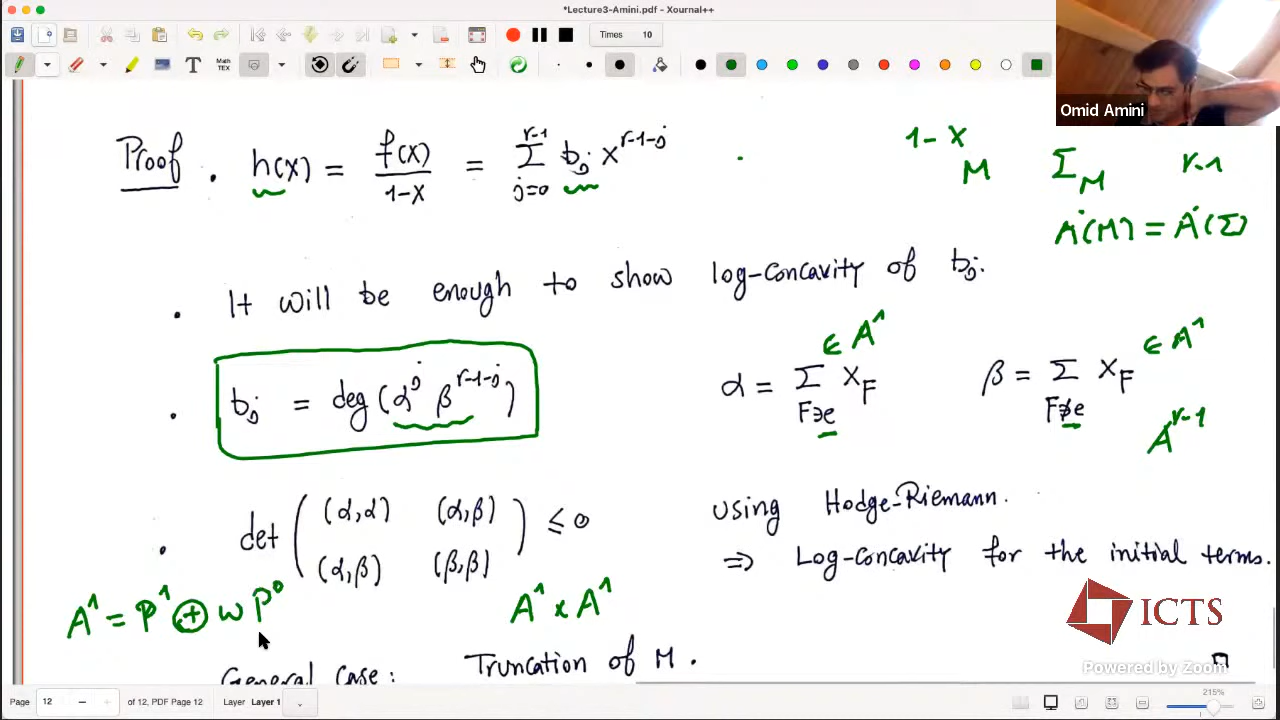 *Lecture3-Amini.pdf - Xournal++
Times 10
Omid Amini
Proof . h(x) = f(x) / 1-x = Σ_{j=0}^{r-1} b_j x^{r-1-j} .
1-x
M Σ_M r-1
A˙(M) = A˙(Σ)
. It will be enough to show log-concavity of b_j.
. b_j = deg(α^j β^{r-1-j})
α = Σ_{F∋e} x_F ∈ A^1
β = Σ_{F∌e} x_F ∈ A^1
A^{r-1}
. det ( (α,α) (α,β) (α,β) (β,β) ) ≤ 0
using Hodge-Riemann.
⇒ Log-concavity for the initial terms.
A^1 = P^1 ⊕ w P^0
A^1 x A^1
General case: Truncation of M.
ICTS
Powered by Zoom
Page 12 of 12, PDF Page 12 Layer Layer 1 215%